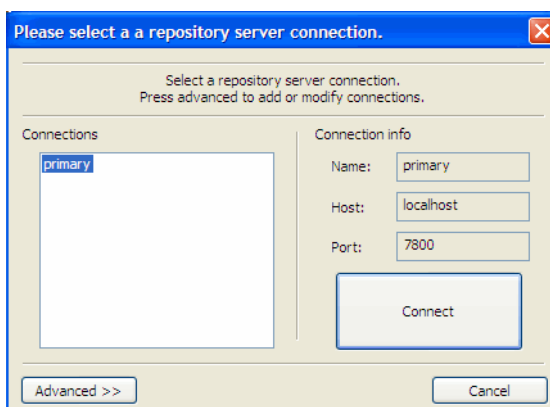 Please select a a repository server connection.
Select a repository server connection.
Press advanced to add or modify connections.
Connections
primary
Connection info
Name: primary
Host: localhost
Port: 7800
Connect
Advanced >>
Cancel